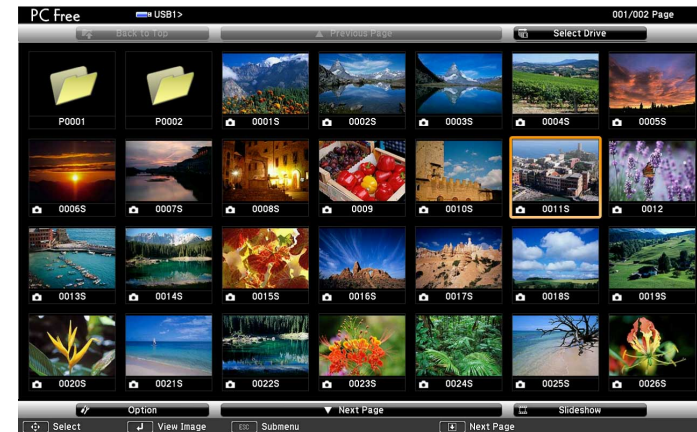 PC Free USB1> 001/002 Page
Back to Top Previous Page Select Drive
P0001 P0002 0001S 0002S 0003S 0004S 0005S
0006S 0007S 0008S 0009 0010S 0011S 0012
0013S 0014S 0015S 0016S 0017S 0018S 0019S
0020S 0021S 0022S 0023S 0024S 0025S 0026S
Option Next Page Slideshow
Select View Image Esc Submenu Next Page